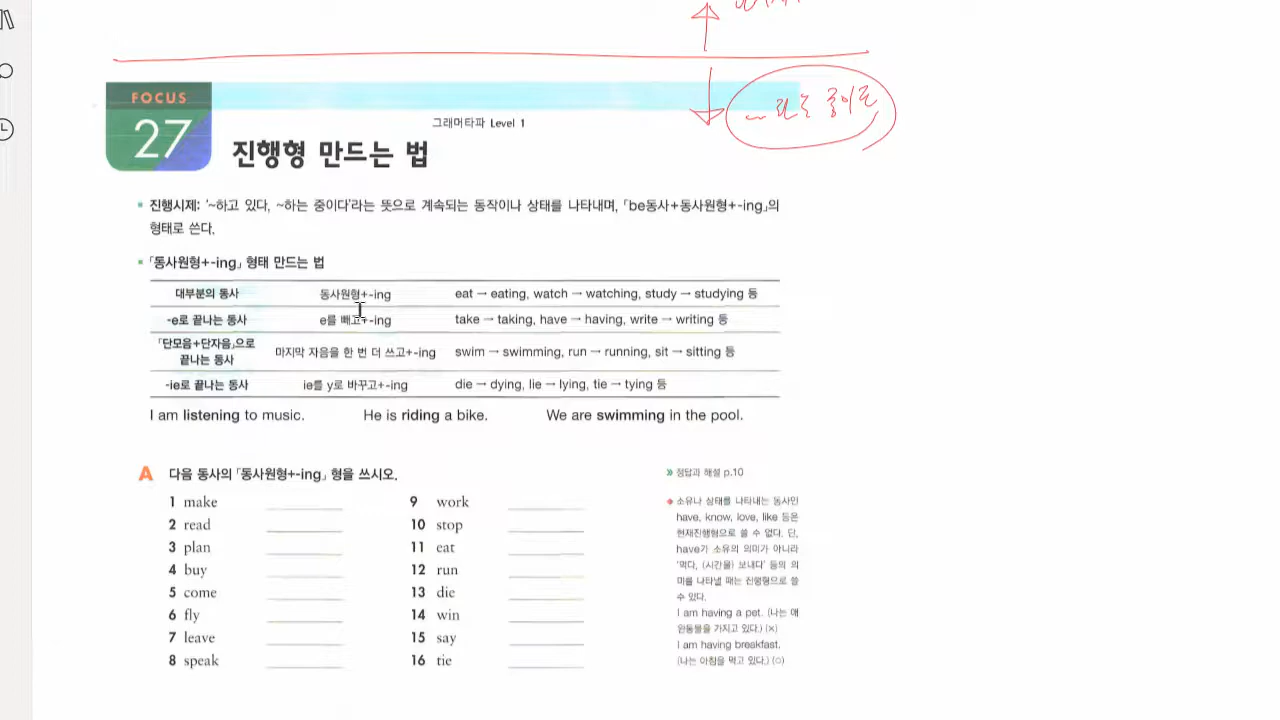 FOCUS
27
그래머타파 Level 1
진행형 만드는 법
진행시제: '~하고 있다, ~하는 중이다'라는 뜻으로 계속되는 동작이나 상태를 나타내며, 「be동사+동사원형+-ing」의
형태로 쓴다.
「동사원형+-ing」 형태 만드는 법
대부분의 동사 동사원형+-ing eat → eating, watch → watching, study → studying 등
-e로 끝나는 동사 e를 빼고+-ing take → taking, have → having, write → writing 등
「단모음+단자음」으로
끝나는 동사 마지막 자음을 한 번 더 쓰고+-ing swim → swimming, run → running, sit → sitting 등
-ie로 끝나는 동사 ie를 y로 바꾸고+-ing die → dying, lie → lying, tie → tying 등
I am listening to music. He is riding a bike. We are swimming in the pool.
A 다음 동사의 「동사원형+-ing」 형을 쓰시오.
1 make
2 read
3 plan
4 buy
5 come
6 fly
7 leave
8 speak
9 work
10 stop
11 eat
12 run
13 die
14 win
15 say
16 tie
» 정답과 해설 p.10
소유나 상태를 나타내는 동사인
have, know, love, like 등은
현재진행형으로 쓸 수 없다. 단,
have가 소유의 의미가 아니라
'먹다, (시간을) 보내다' 등의 의
미를 나타낼 때는 진행형으로 쓸
수 있다.
I am having a pet. (나는 애
완동물을 가지고 있다.) (×)
I am having breakfast.
(나는 아침을 먹고 있다.) (○)